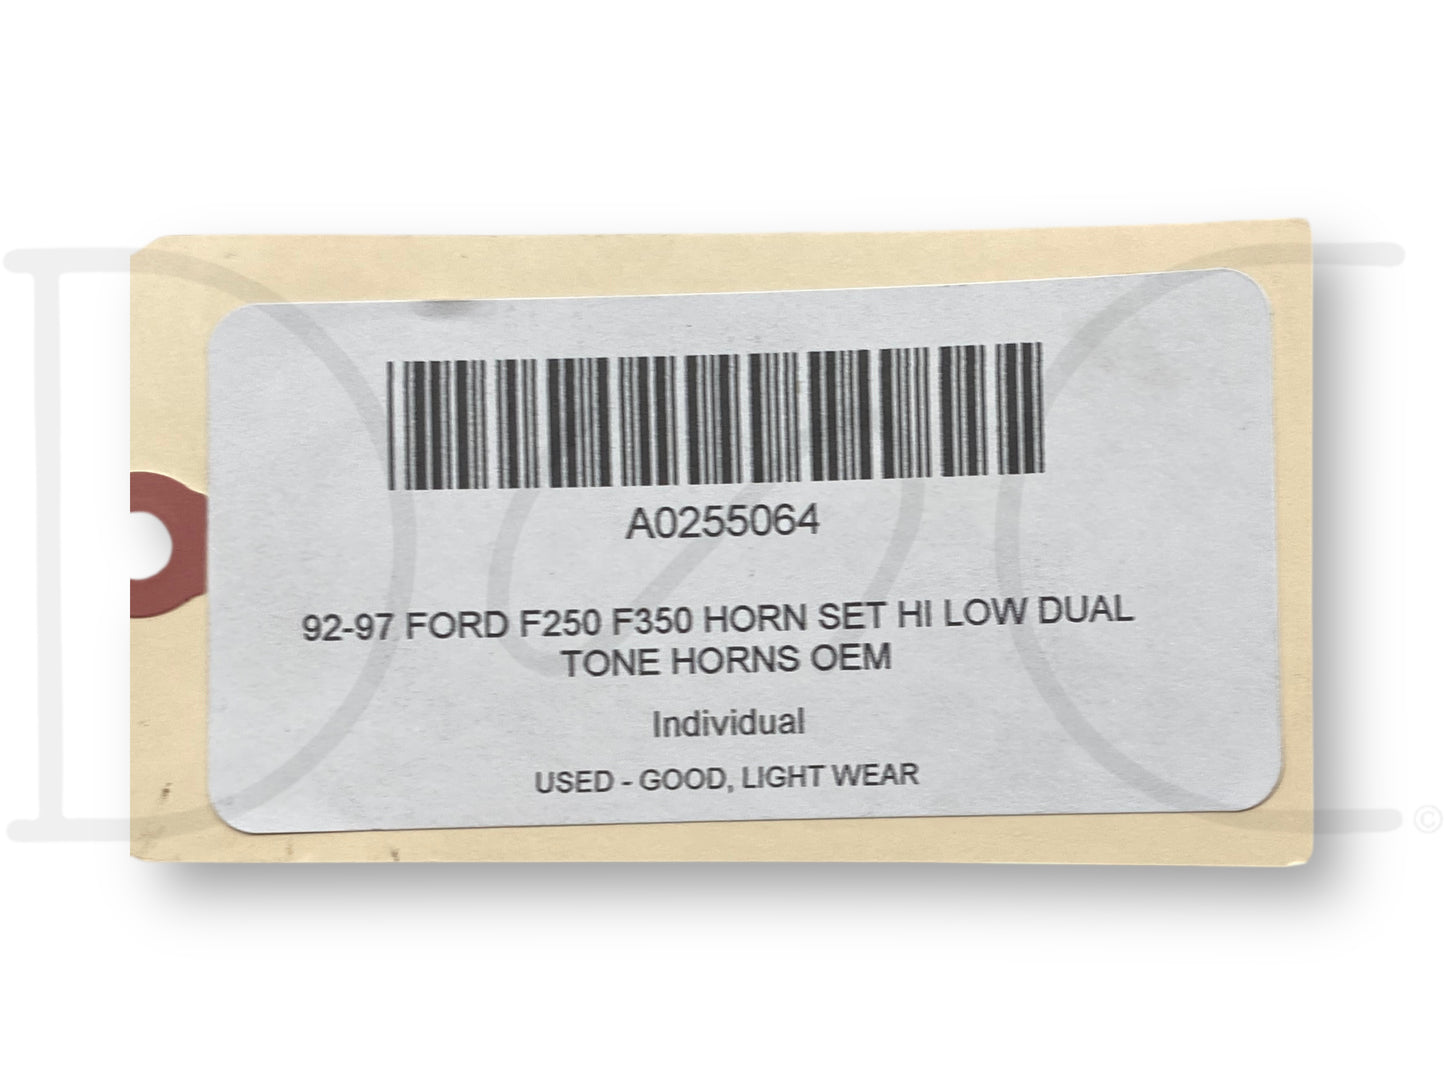 A0255064
92-97 FORD F250 F350 HORN SET HI LOW DUAL
TONE HORNS OEM
Individual
USED - GOOD, LIGHT WEAR
©